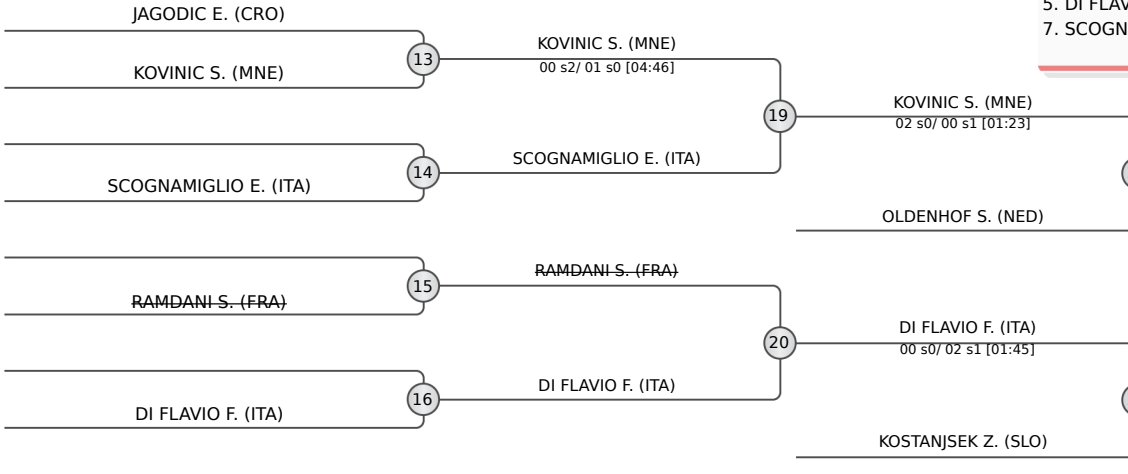 5. DI FLAV
JAGODIC E. (CRO)
7. SCOGN
KOVINIC S. (MNE)
13
00 s2/ 01 s0 [04:46]
KOVINIC S. (MNE)
KOVINIC S. (MNE)
19
02 s0/ 00 s1 [01:23]
SCOGNAMIGLIO E. (ITA)
14
SCOGNAMIGLIO E. (ITA)
OLDENHOF S. (NED)
RAMDANI S. (FRA)
15
RAMDANI S. (FRA)
DI FLAVIO F. (ITA)
20
00 s0/ 02 s1 [01:45]
DI FLAVIO F. (ITA)
16
DI FLAVIO F. (ITA)
KOSTANJSEK Z. (SLO)